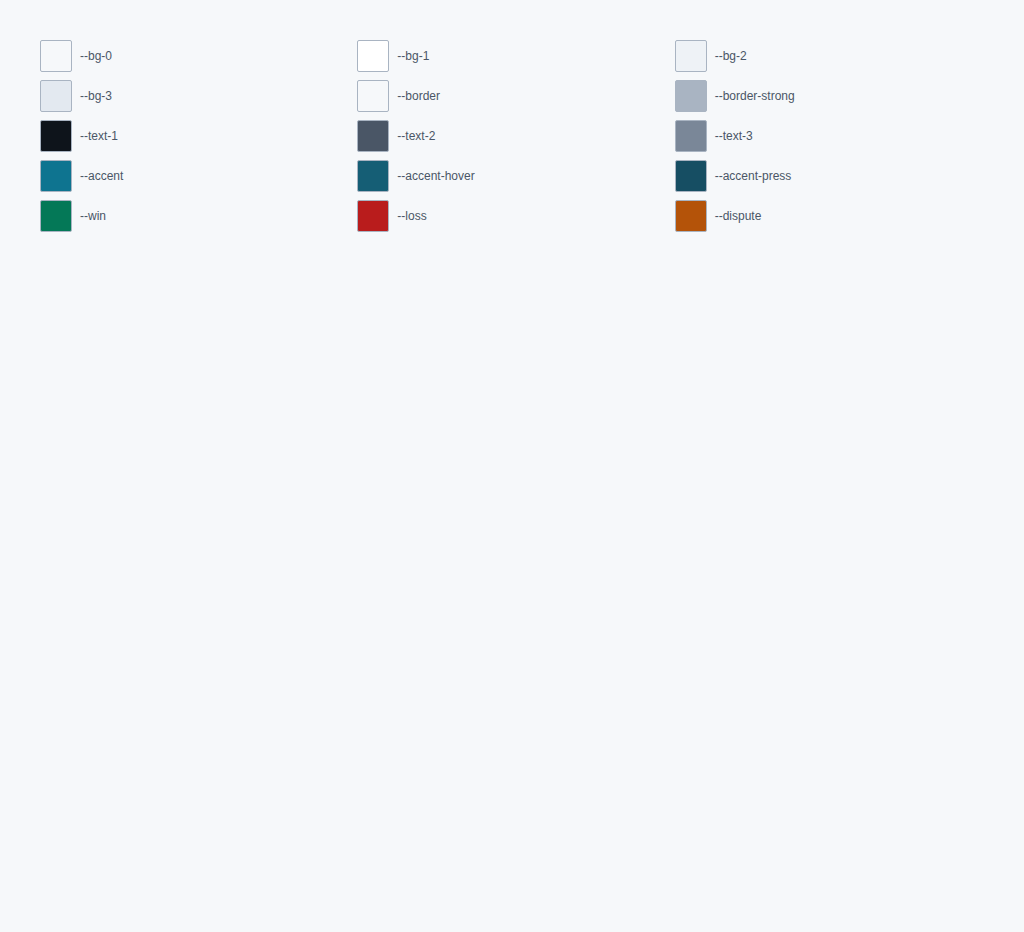 --bg-0 --bg-1 --bg-2
--bg-3 --border --border-strong
--text-1 --text-2 --text-3
--accent --accent-hover --accent-press
--win --loss --dispute